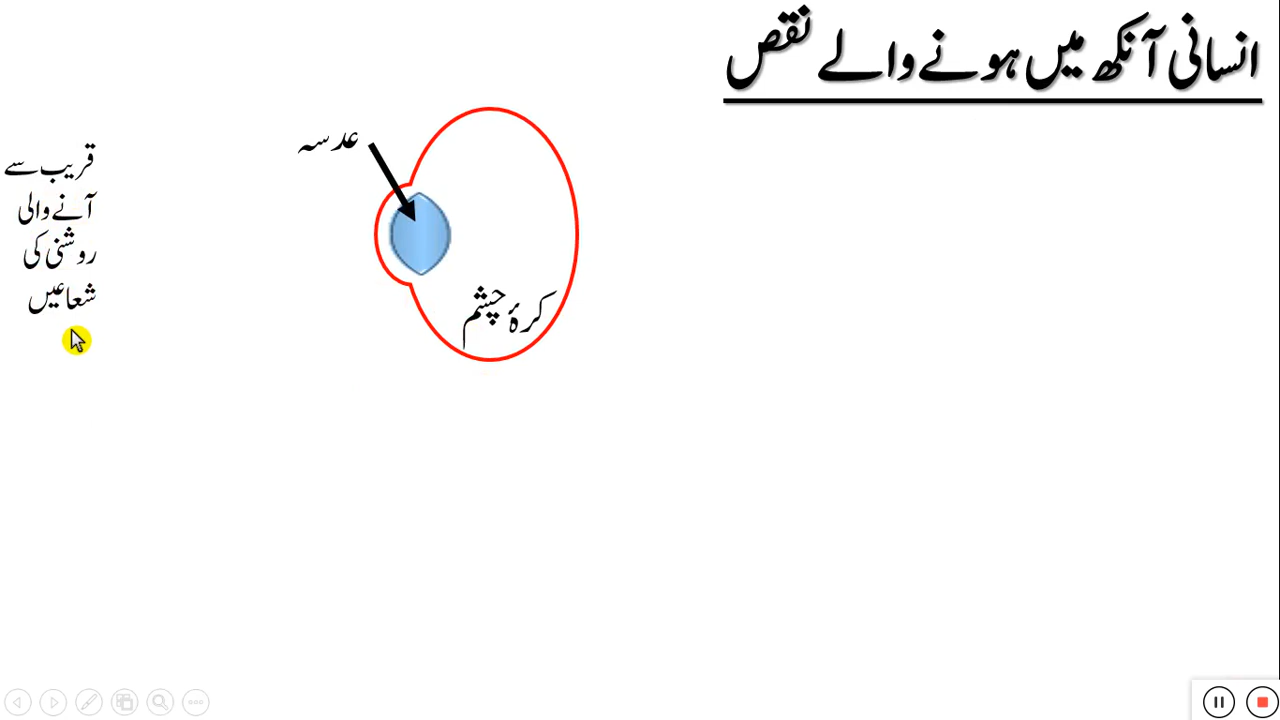 انسانی آنکھ میں ہونے والے نقص
عدسہ
قریب سے
آنے والی
روشنی کی
شعاعیں
کرۂ چشم